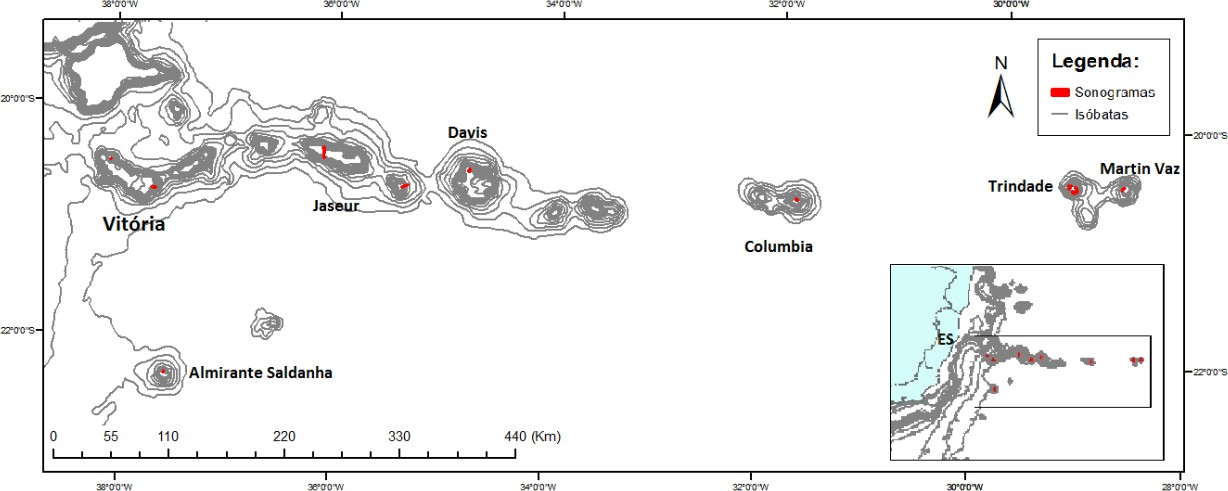 38°0'0"W 36°0'0"W 34°0'0"W 32°0'0"W 30°0'0"W
N
Legenda:
Sonogramas
Isóbatas
20°0'0"S
20°0'0"S
Davis
Martin Vaz
Trindade
Jaseur
Vitória
Columbia
22°0'0"S
ES
Almirante Saldanha
22°0'0"S
0 55 110 220 330 440 (Km)
38°0'0"W 36°0'0"W 34°0'0"W 32°0'0"W 30°0'0"W 28°0'0"W